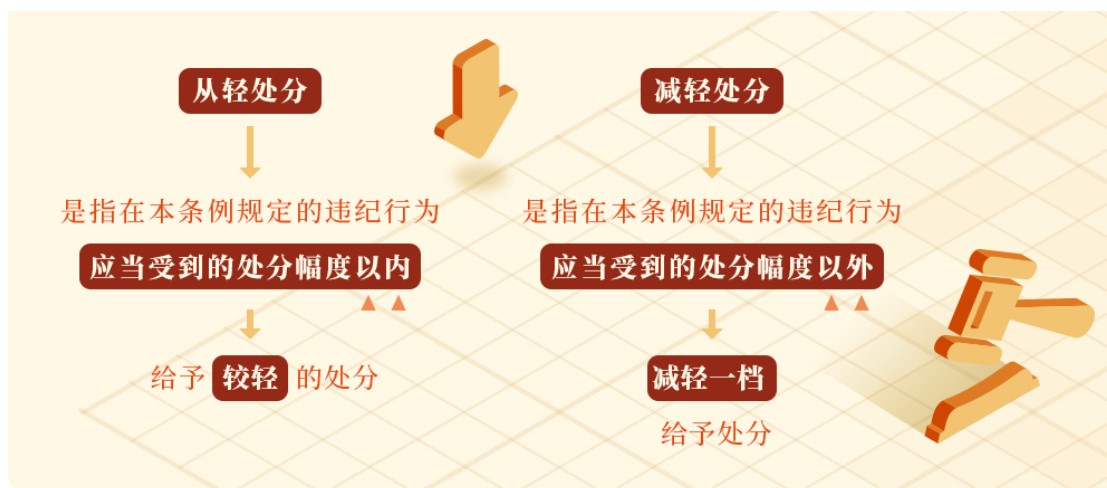 从轻处分
是指在本条例规定的违纪行为
应当受到的处分幅度以内
给予 较轻 的处分
减轻处分
是指在本条例规定的违纪行为
应当受到的处分幅度以外
减轻一档
给予处分